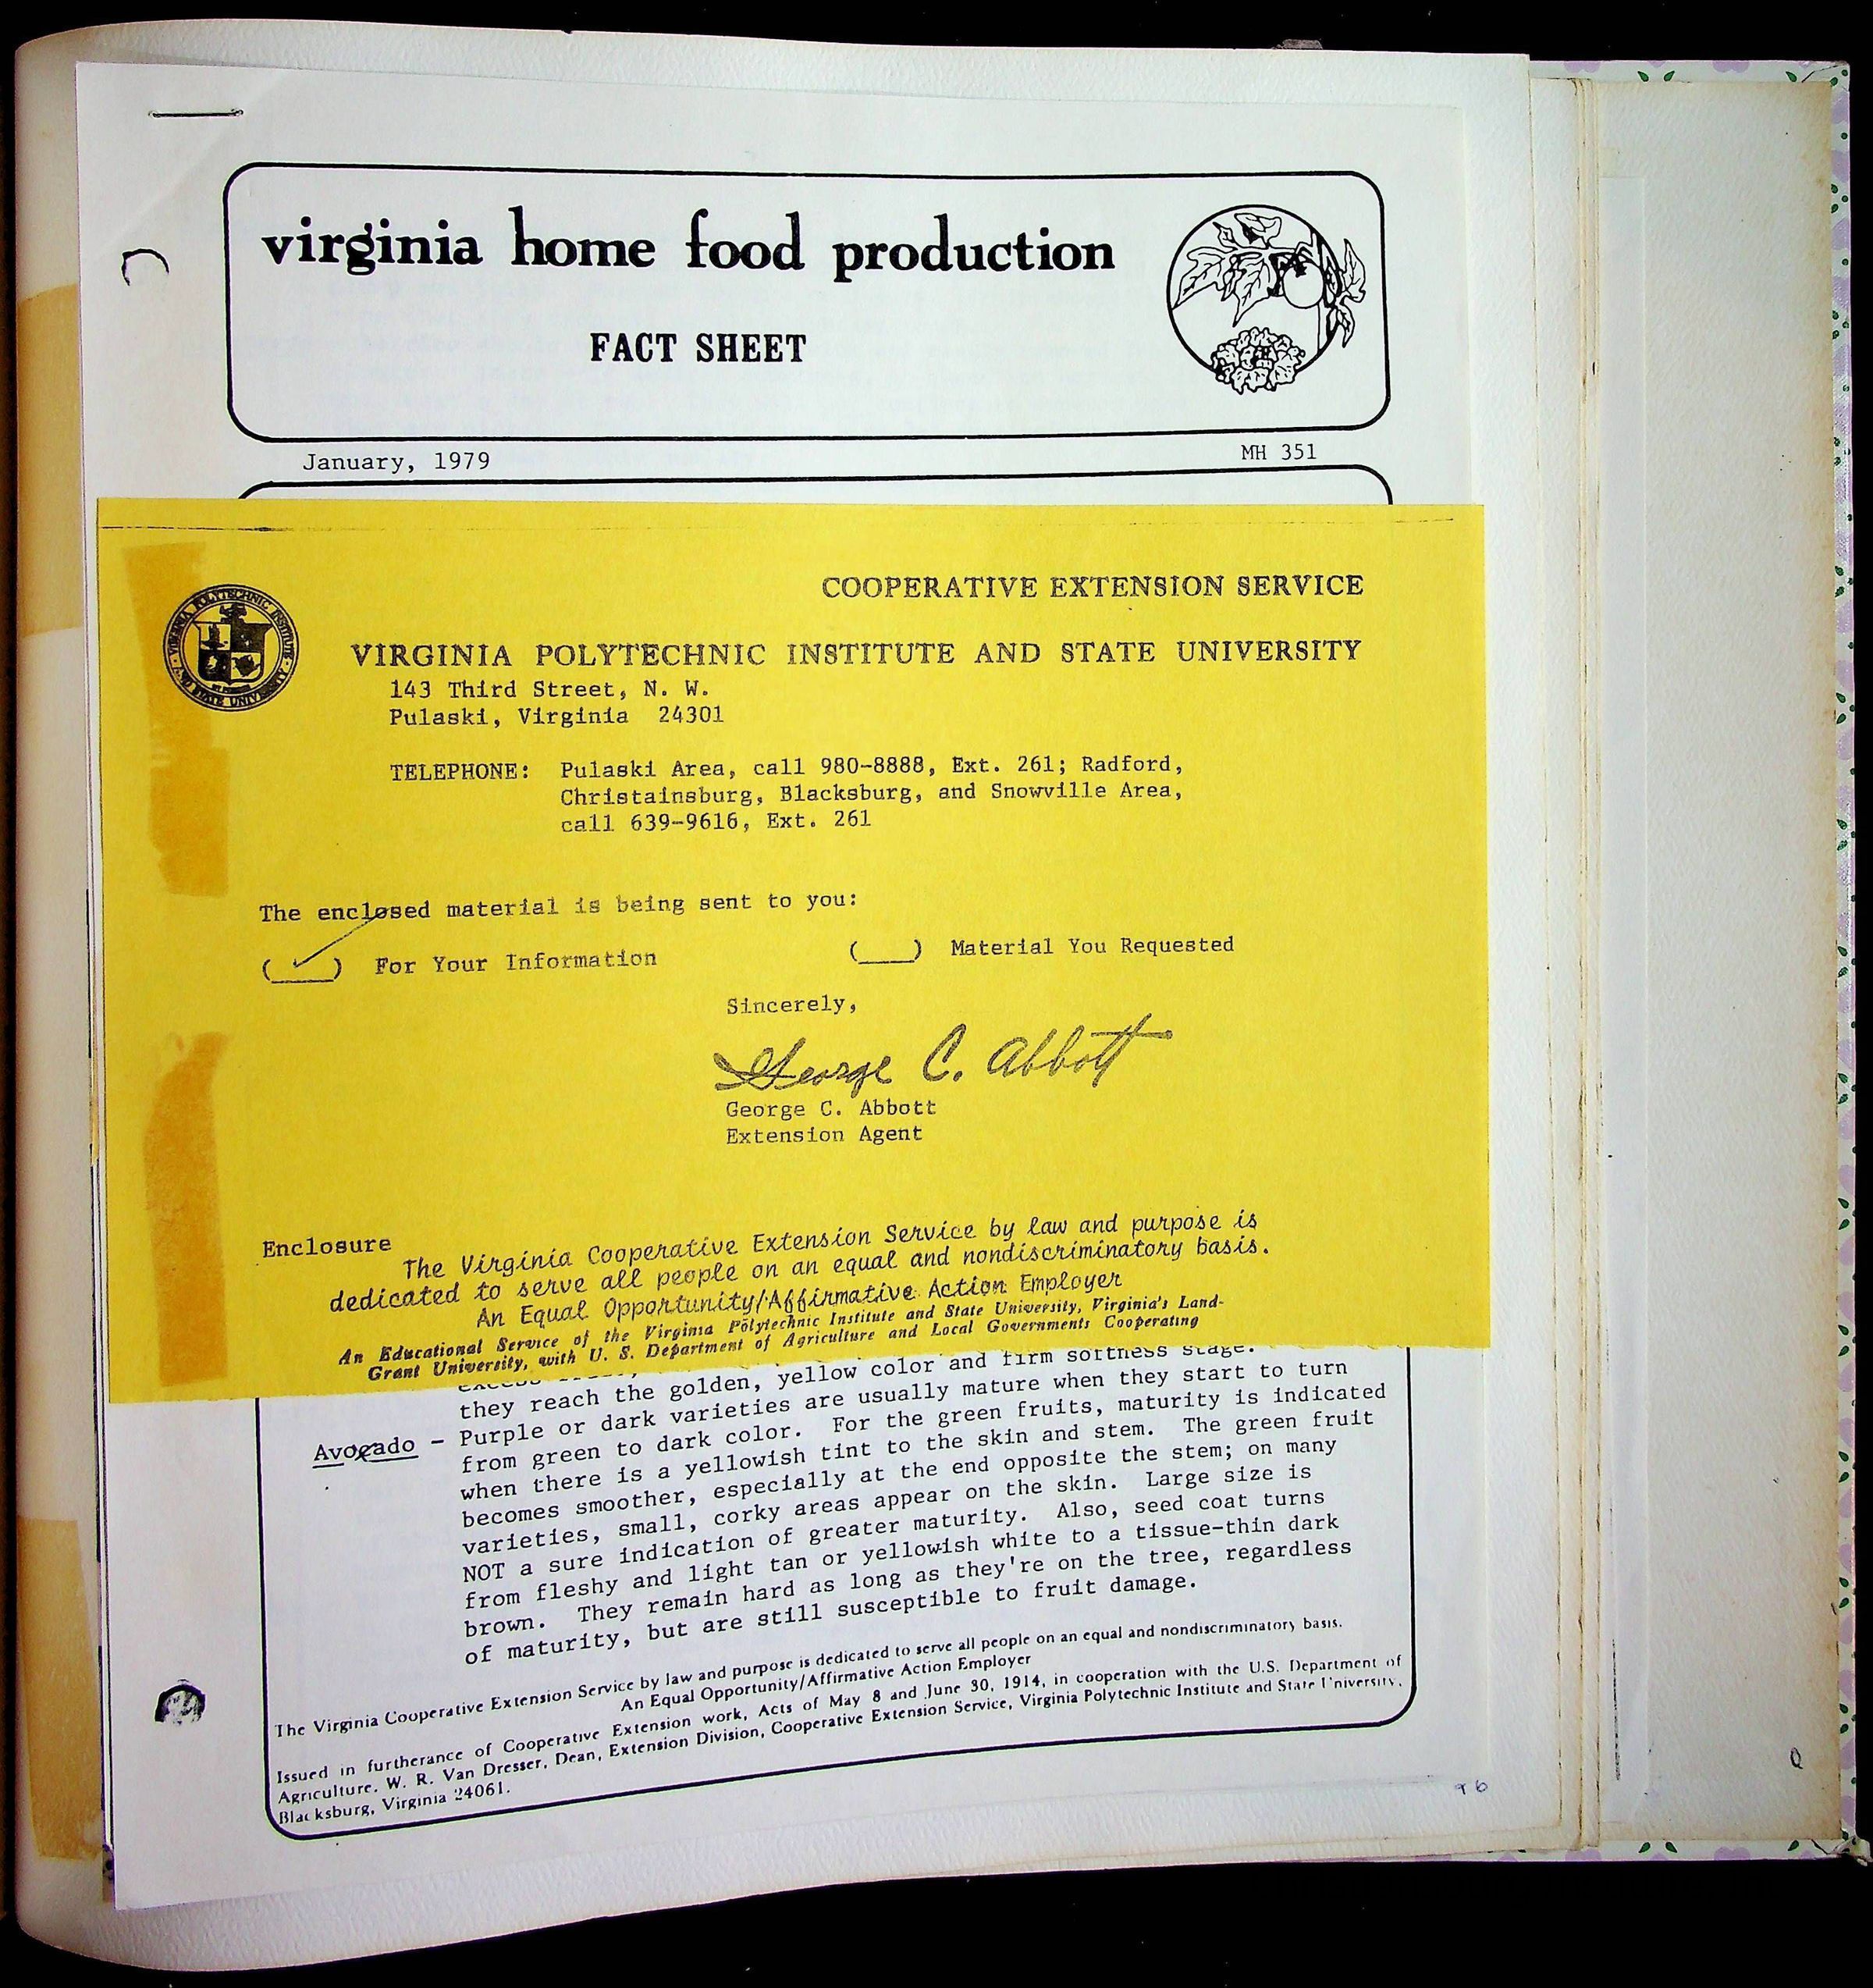 virginia home food production
FACT SHEET
January, 1979
MH 351
VIRGINIA POLYTECHNIC INSTITUTE AND STATE UNIVERSITY
COOPERATIVE EXTENSION SERVICE
VIRGINIA POLYTECHNIC INSTITUTE AND STATE UNIVERSITY
143 Third Street, N. W.
Pulaski, Virginia 24301
TELEPHONE: Pulaski Area, call 980-8888, Ext. 261; Radford,
Christainsburg, Blacksburg, and Snowville Area,
call 639-9616, Ext. 261
The enclosed material is being sent to you:
(✓) For Your Information (___) Material You Requested
Sincerely,
George C. Abbott
George C. Abbott
Extension Agent
Enclosure
The Virginia Cooperative Extension Service by law and purpose is
dedicated to serve all people on an equal and nondiscriminatory basis.
An Equal Opportunity/Affirmative Action Employer
An Educational Service of the Virginia Polytechnic Institute and State University, Virginia's Land-
Grant University, with U. S. Department of Agriculture and Local Governments Cooperating
and firm softness stage.
they reach the golden, yellow color
Avocado - Purple or dark varieties are usually mature when they start to turn
from green to dark color. For the green fruits, maturity is indicated
when there is a yellowish tint to the skin and stem. The green fruit
becomes smoother, especially at the end opposite the stem; on many
varieties, small, corky areas appear on the skin. Large size is
NOT a sure indication of greater maturity. Also, seed coat turns
from fleshy and light tan or yellowish white to a tissue-thin dark
brown. They remain hard as long as they're on the tree, regardless
of maturity, but are still susceptible to fruit damage.
The Virginia Cooperative Extension Service by law and purpose is dedicated to serve all people on an equal and nondiscriminatory basis.
An Equal Opportunity/Affirmative Action Employer
Issued in furtherance of Cooperative Extension work, Acts of May 8 and June 30, 1914, in cooperation with the U.S. Department of
Agriculture. W. R. Van Dresser, Dean, Extension Division, Cooperative Extension Service, Virginia Polytechnic Institute and State University,
Blacksburg, Virginia 24061.
96